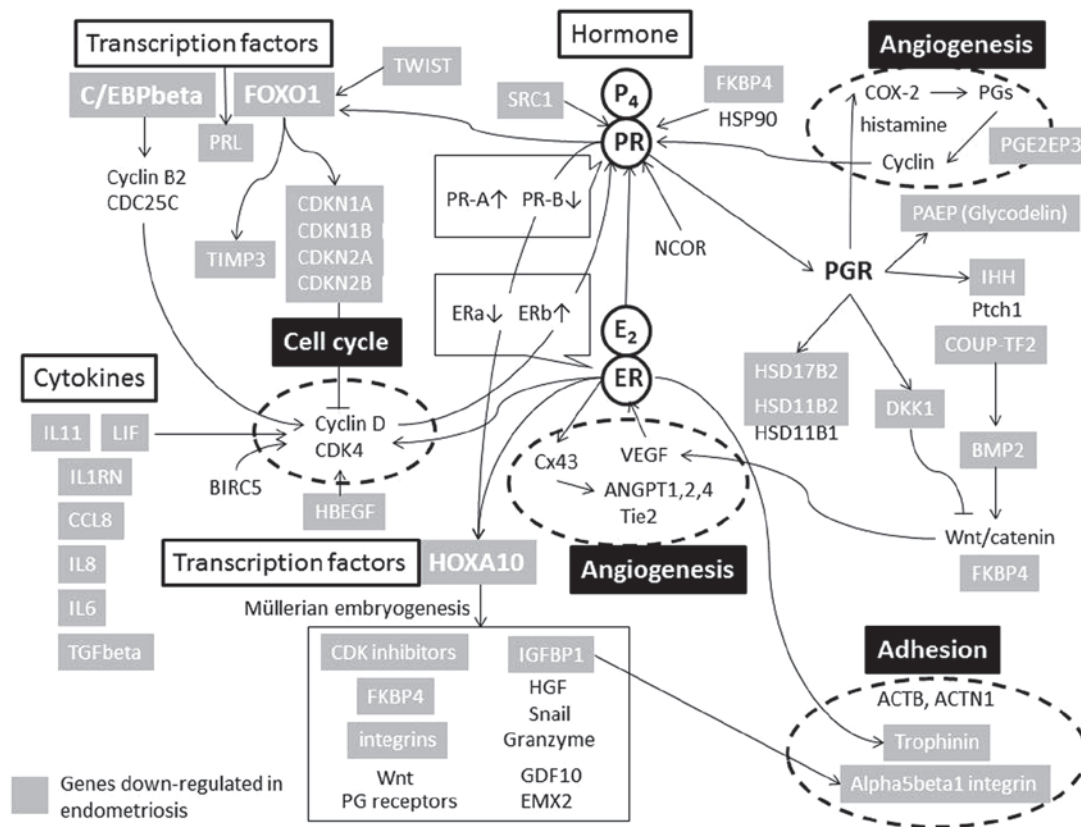 Transcription factors
C/EBPbeta
FOXO1
TWIST
PRL
Cyclin B2
CDC25C
TIMP3
CDKN1A
CDKN1B
CDKN2A
CDKN2B
Cell cycle
Cyclin D
CDK4
Cytokines
IL11
LIF
IL1RN
CCL8
IL8
IL6
TGFbeta
BIRC5
HBEGF
Hormone
P4
PR
SRC1
FKBP4
HSP90
PR-A↑ PR-B↓
NCOR
ERa↓ ERb↑
E2
ER
Angiogenesis
COX-2
PGs
histamine
Cyclin
PGE2EP3
PAEP (Glycodelin)
PGR
IHH
Ptch1
COUP-TF2
HSD17B2
HSD11B2
HSD11B1
DKK1
BMP2
Wnt/catenin
FKBP4
Cx43
VEGF
ANGPT1,2,4
Tie2
Angiogenesis
Transcription factors
HOXA10
Müllerian embryogenesis
CDK inhibitors
FKBP4
integrins
Wnt
PG receptors
IGFBP1
HGF
Snail
Granzyme
GDF10
EMX2
Adhesion
ACTB, ACTN1
Trophinin
Alpha5beta1 integrin
Genes down-regulated in
endometriosis